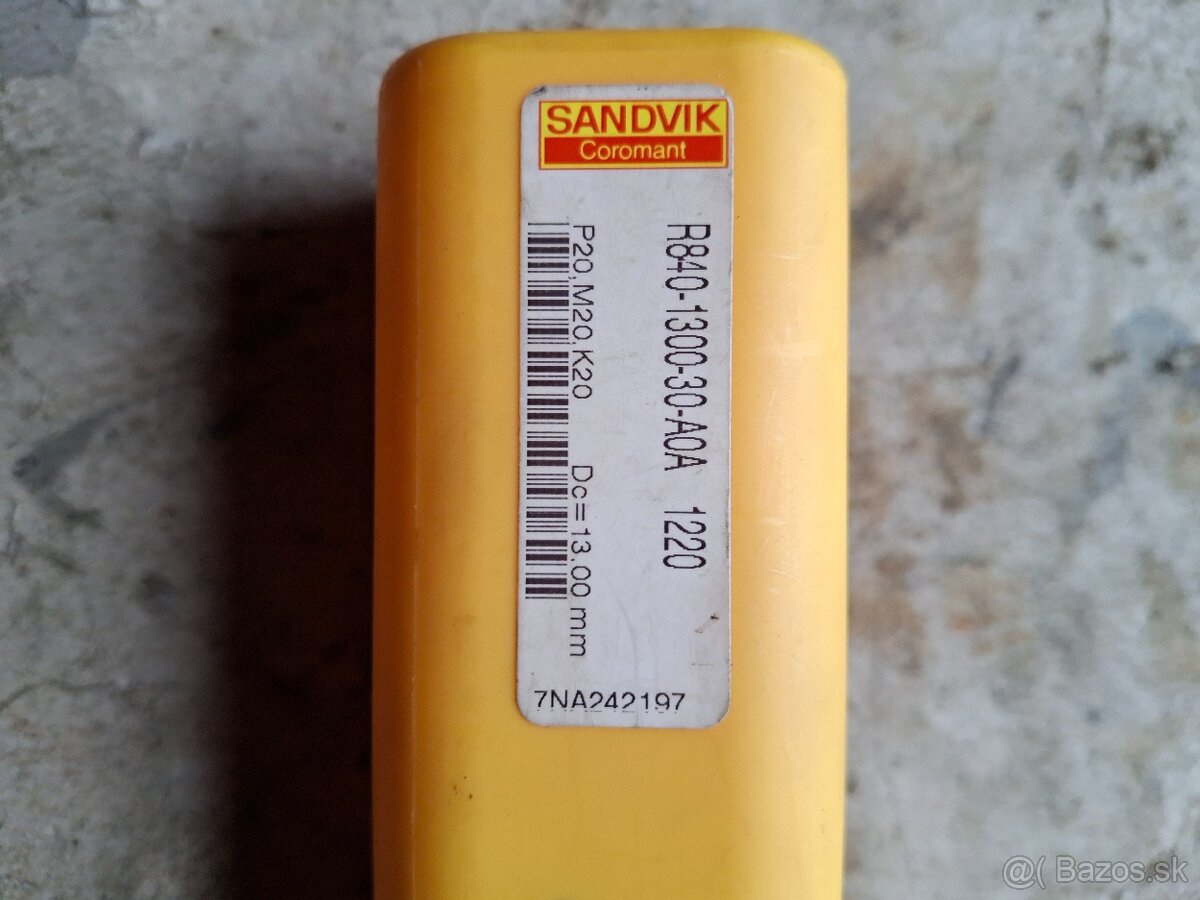 SANDVIK
Coromant
R840-1300-30-A0A 1220
P20,M20,K20 Dc=13.00 mm
7NA242197
@( Bazos.sk